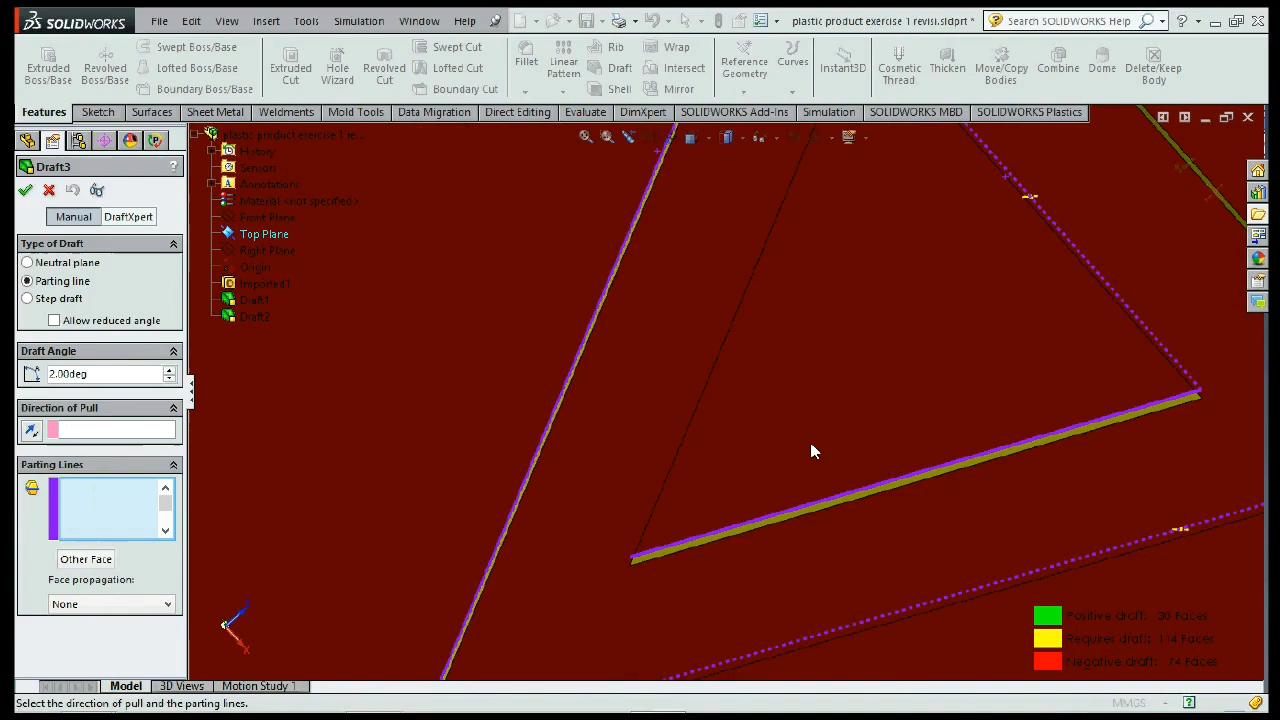 SOLIDWORKS File Edit View Insert Tools Simulation Window Help plastic product exercise 1 revisi.sldprt * Search SOLIDWORKS Help
Extruded Boss/Base
Revolved Boss/Base
Swept Boss/Base
Lofted Boss/Base
Boundary Boss/Base
Extruded Cut
Hole Wizard
Revolved Cut
Swept Cut
Lofted Cut
Boundary Cut
Fillet
Linear Pattern
Rib
Draft
Shell
Wrap
Intersect
Mirror
Reference Geometry
Curves
Instant3D
Cosmetic Thread
Thicken
Move/Copy Bodies
Combine
Dome
Delete/Keep Body
Features Sketch Surfaces Sheet Metal Weldments Mold Tools Data Migration Direct Editing Evaluate DimXpert SOLIDWORKS Add-Ins Simulation SOLIDWORKS MBD SOLIDWORKS Plastics
Draft3 ?
Manual DraftXpert
Type of Draft
Neutral plane
Parting line
Step draft
Allow reduced angle
Draft Angle
2.00deg
Direction of Pull
Parting Lines
Other Face
Face propagation:
None
plastic product exercise 1 re...
History
Sensors
Annotations
Material <not specified>
Front Plane
Top Plane
Right Plane
Origin
Imported1
Draft1
Draft2
X
Positive draft: 30 Faces
Requires draft: 114 Faces
Negative draft: 74 Faces
Model 3D Views Motion Study 1
Select the direction of pull and the parting lines. MMGS